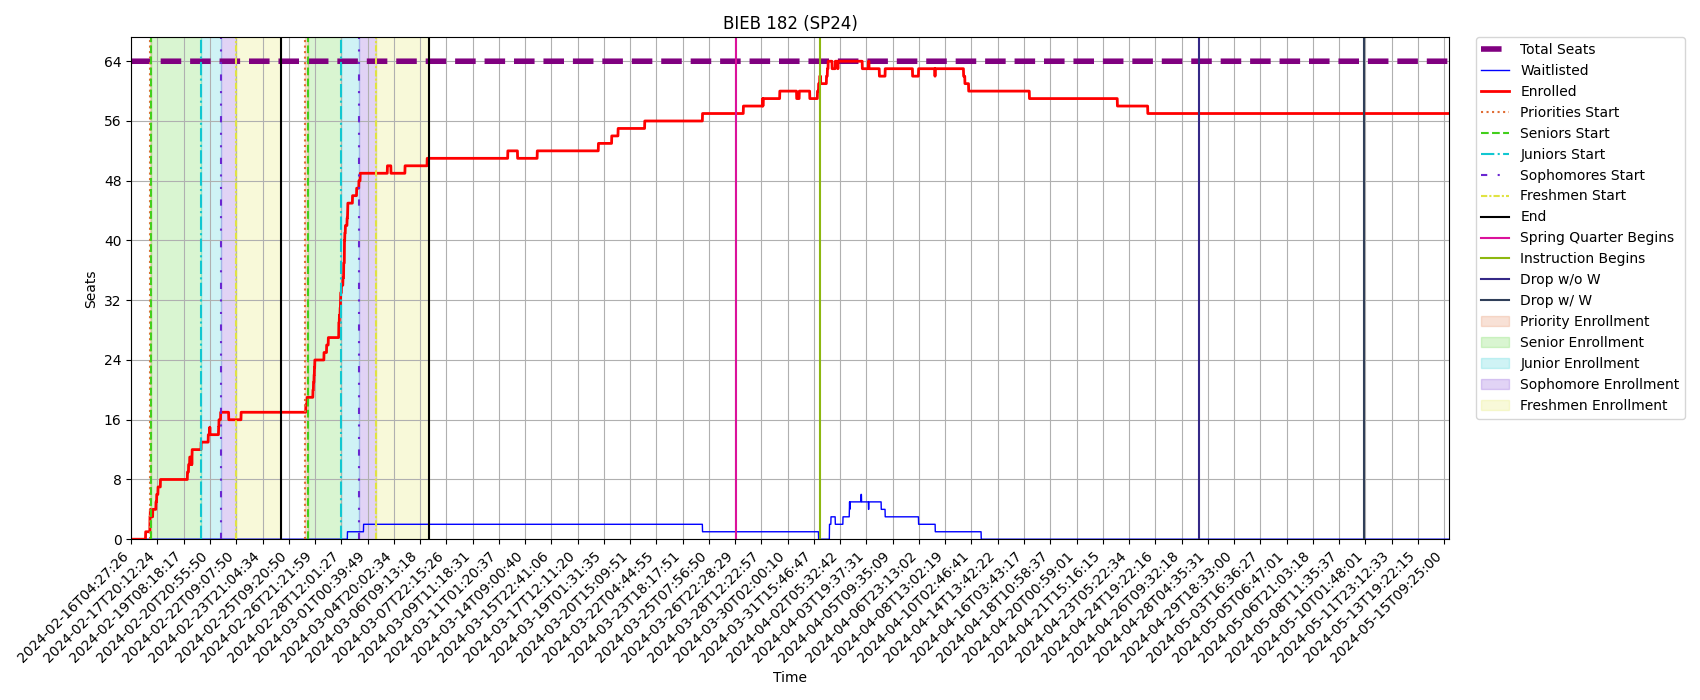 BIEB 182 (SP24)
Total Seats
Waitlisted
Enrolled
Priorities Start
Seniors Start
Juniors Start
Sophomores Start
Freshmen Start
End
Spring Quarter Begins
Instruction Begins
Drop w/o W
Drop w/ W
Priority Enrollment
Senior Enrollment
Junior Enrollment
Sophomore Enrollment
Freshmen Enrollment
Seats
64
56
48
40
32
24
16
8
0
2024-02-16T04:27:26
2024-02-17T20:12:24
2024-02-19T08:18:17
2024-02-20T20:55:50
2024-02-22T09:07:50
2024-02-23T21:04:34
2024-02-25T09:20:50
2024-02-26T21:21:59
2024-02-28T12:01:27
2024-03-01T00:39:49
2024-03-04T20:02:34
2024-03-06T09:13:18
2024-03-07T22:15:26
2024-03-09T11:18:31
2024-03-11T01:20:37
2024-03-14T09:00:40
2024-03-15T22:41:06
2024-03-17T12:11:20
2024-03-19T01:31:35
2024-03-20T15:09:51
2024-03-22T04:44:55
2024-03-23T18:17:51
2024-03-25T07:56:50
2024-03-26T22:28:29
2024-03-28T12:22:57
2024-03-30T02:00:10
2024-03-31T15:46:47
2024-04-02T05:32:42
2024-04-03T19:37:31
2024-04-05T09:35:09
2024-04-06T23:13:02
2024-04-08T13:02:19
2024-04-10T02:46:41
2024-04-14T13:42:22
2024-04-16T03:43:17
2024-04-18T10:58:37
2024-04-20T00:59:01
2024-04-21T15:16:15
2024-04-23T05:22:34
2024-04-24T19:22:16
2024-04-26T09:32:18
2024-04-28T04:35:31
2024-04-29T18:33:00
2024-05-03T16:36:27
2024-05-05T06:47:01
2024-05-06T21:03:18
2024-05-08T11:35:37
2024-05-10T01:48:01
2024-05-11T23:12:33
2024-05-13T19:22:15
2024-05-15T09:25:00
Time